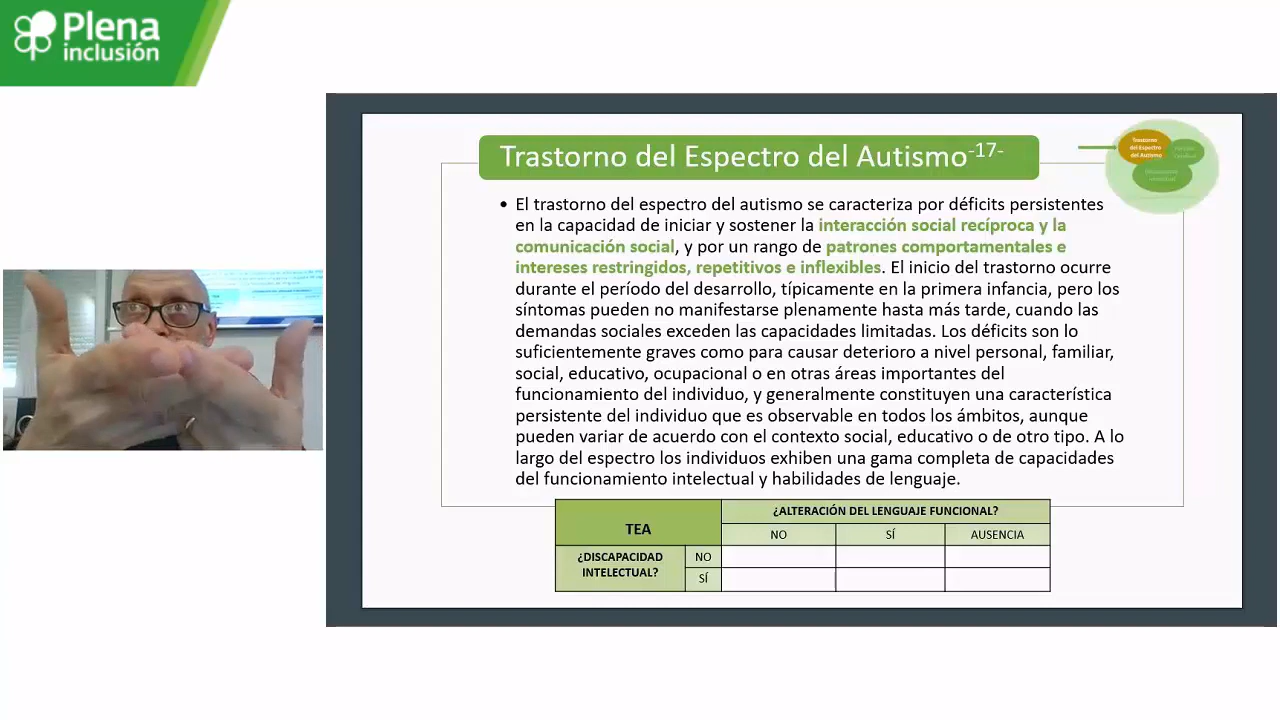 Plena
inclusión
Trastorno del Espectro del Autismo-17-
Trastorno
del Espectro
del Autismo
• El trastorno del espectro del autismo se caracteriza por déficits persistentes
en la capacidad de iniciar y sostener la interacción social recíproca y la
comunicación social, y por un rango de patrones comportamentales e
intereses restringidos, repetitivos e inflexibles. El inicio del trastorno ocurre
durante el período del desarrollo, típicamente en la primera infancia, pero los
síntomas pueden no manifestarse plenamente hasta más tarde, cuando las
demandas sociales exceden las capacidades limitadas. Los déficits son lo
suficientemente graves como para causar deterioro a nivel personal, familiar,
social, educativo, ocupacional o en otras áreas importantes del
funcionamiento del individuo, y generalmente constituyen una característica
persistente del individuo que es observable en todos los ámbitos, aunque
pueden variar de acuerdo con el contexto social, educativo o de otro tipo. A lo
largo del espectro los individuos exhiben una gama completa de capacidades
del funcionamiento intelectual y habilidades de lenguaje.
TEA
¿ALTERACIÓN DEL LENGUAJE FUNCIONAL?
NO SÍ AUSENCIA
¿DISCAPACIDAD
INTELECTUAL?
NO
SÍ